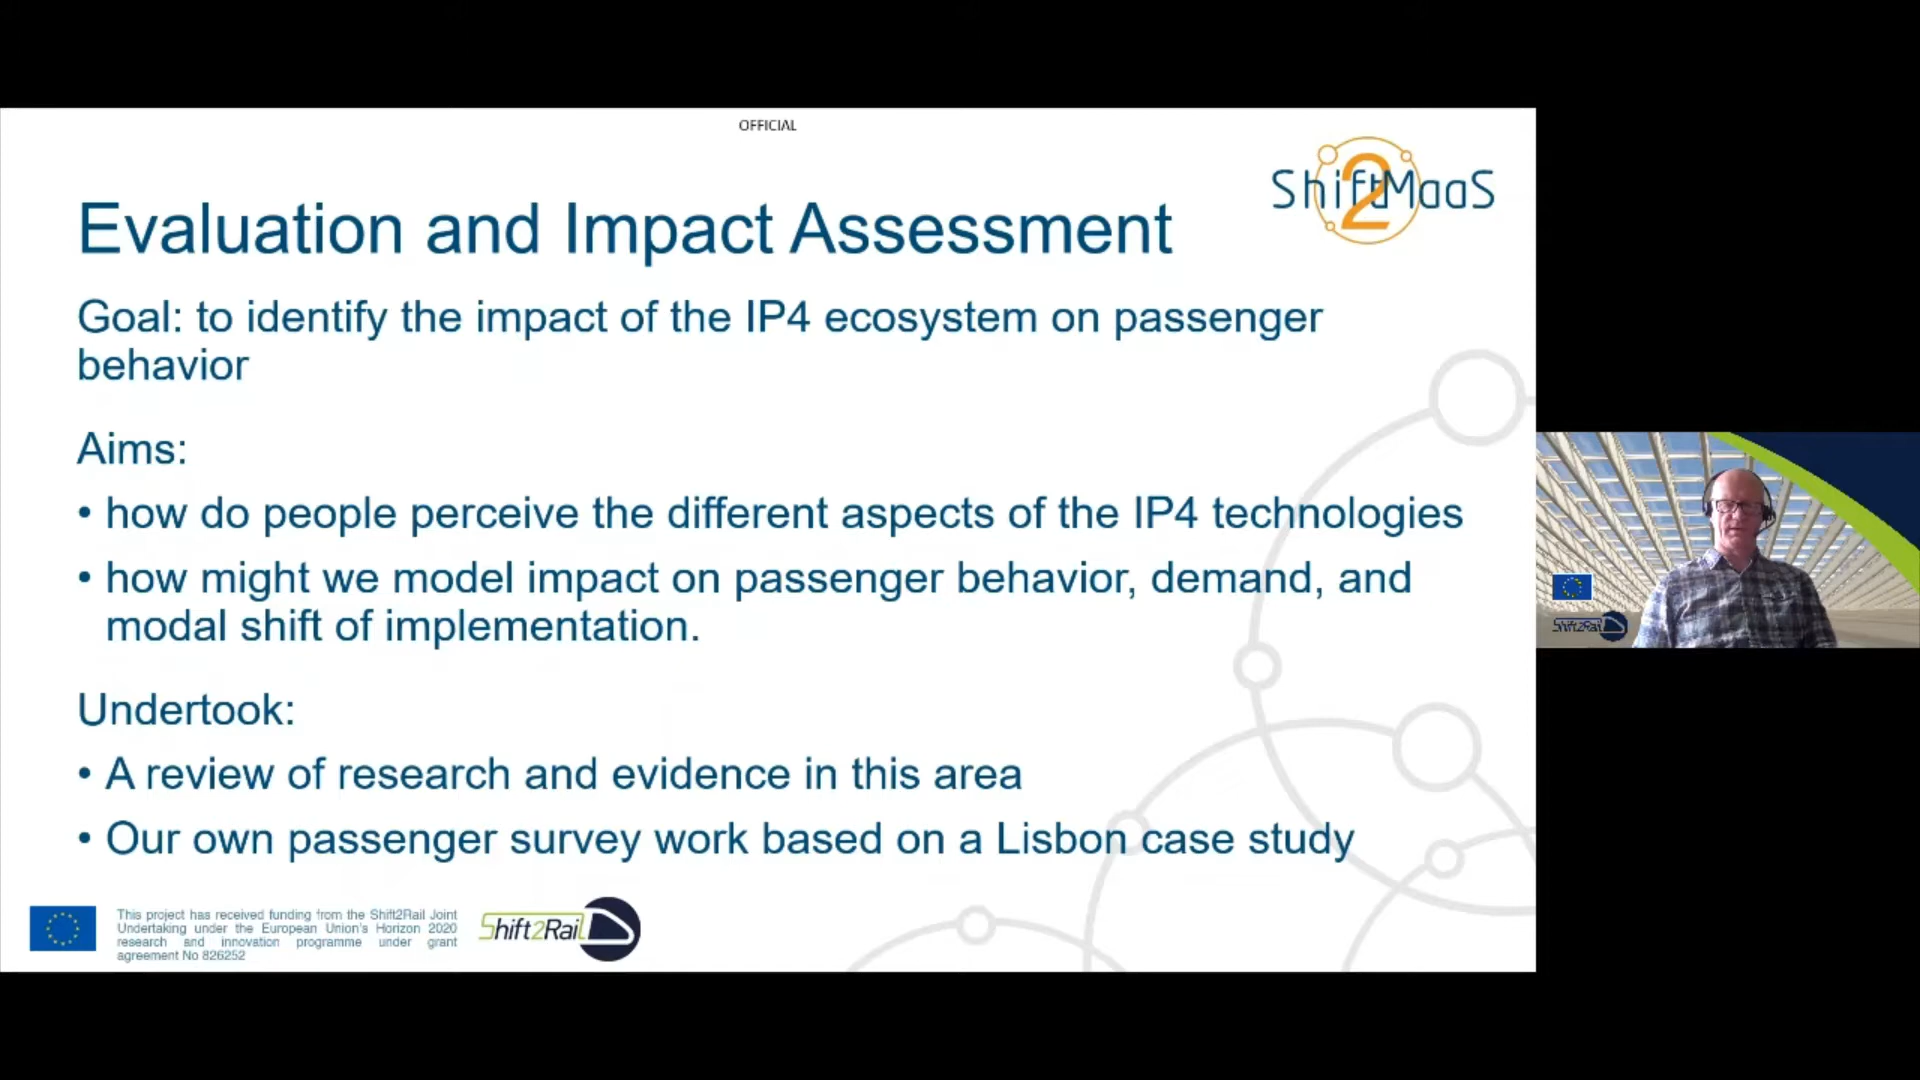 OFFICIAL
Shift2MaaS
Evaluation and Impact Assessment
Goal: to identify the impact of the IP4 ecosystem on passenger
behavior
Aims:
• how do people perceive the different aspects of the IP4 technologies
• how might we model impact on passenger behavior, demand, and
modal shift of implementation.
Undertook:
• A review of research and evidence in this area
• Our own passenger survey work based on a Lisbon case study
This project has received funding from the Shift2Rail Joint
Undertaking under the European Union's Horizon 2020
research and innovation programme under grant
agreement No 826252
Shift2Rail
Shift2Rail